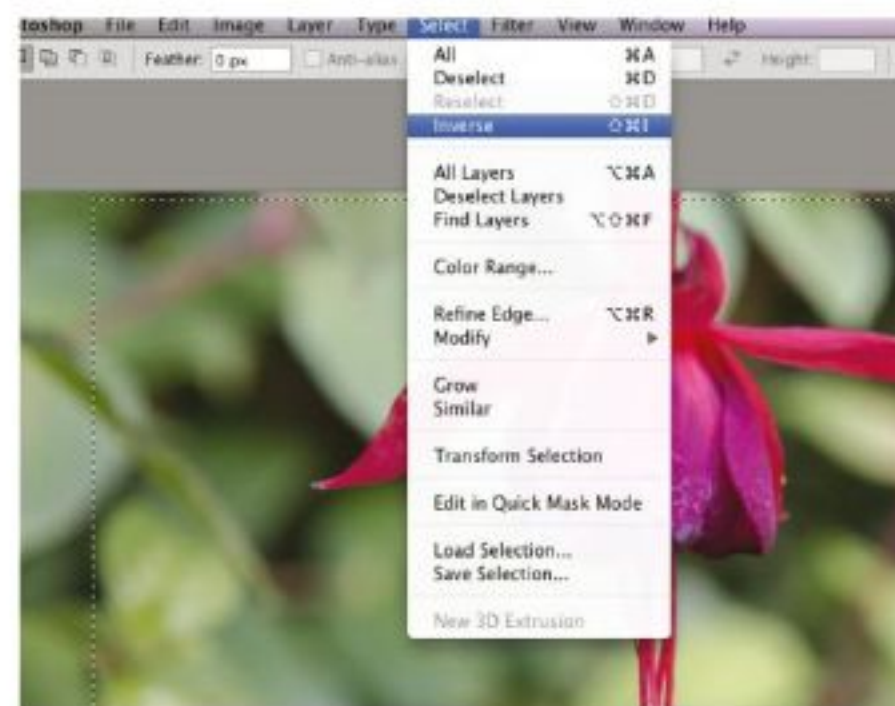 toshop File Edit Image Layer Type Select Filter View Window Help
Feather: 0 px Anti-alias Height:
All ⌘A
Deselect ⌘D
Reselect ⇧⌘D
Inverse ⇧⌘I
All Layers ⌥⌘A
Deselect Layers
Find Layers ⌥⇧⌘F
Color Range...
Refine Edge... ⌥⌘R
Modify ▶
Grow
Similar
Transform Selection
Edit in Quick Mask Mode
Load Selection...
Save Selection...
New 3D Extrusion